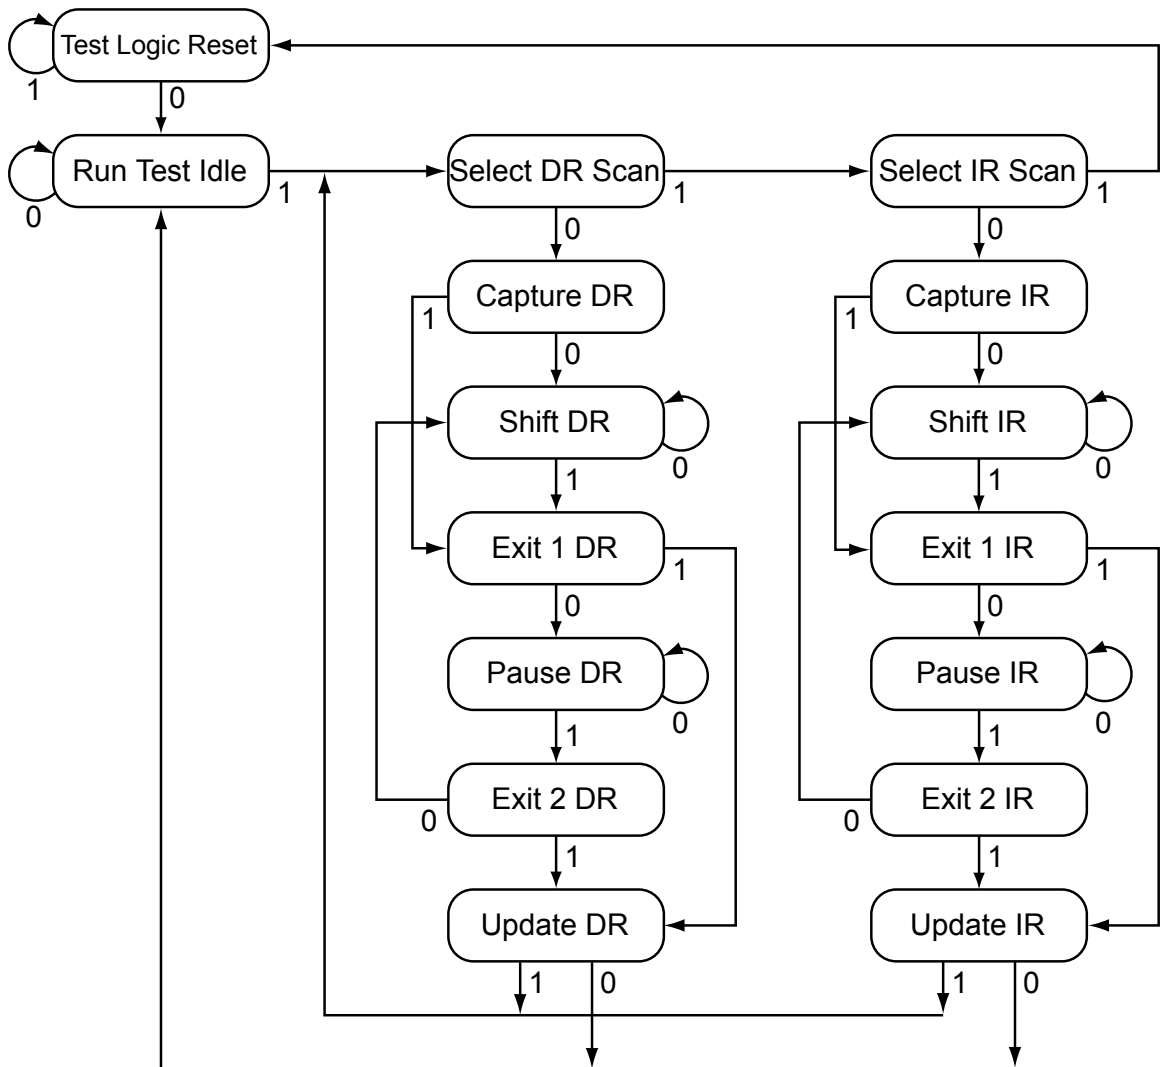 Test Logic Reset
1
0
Run Test Idle
0
1
Select DR Scan
1
0
Select IR Scan
1
0
Capture DR
1
0
Capture IR
1
0
Shift DR
0
1
Shift IR
0
1
Exit 1 DR
1
0
Exit 1 IR
1
0
Pause DR
0
1
Pause IR
0
1
Exit 2 DR
0
1
Exit 2 IR
0
1
Update DR
1
0
Update IR
1
0